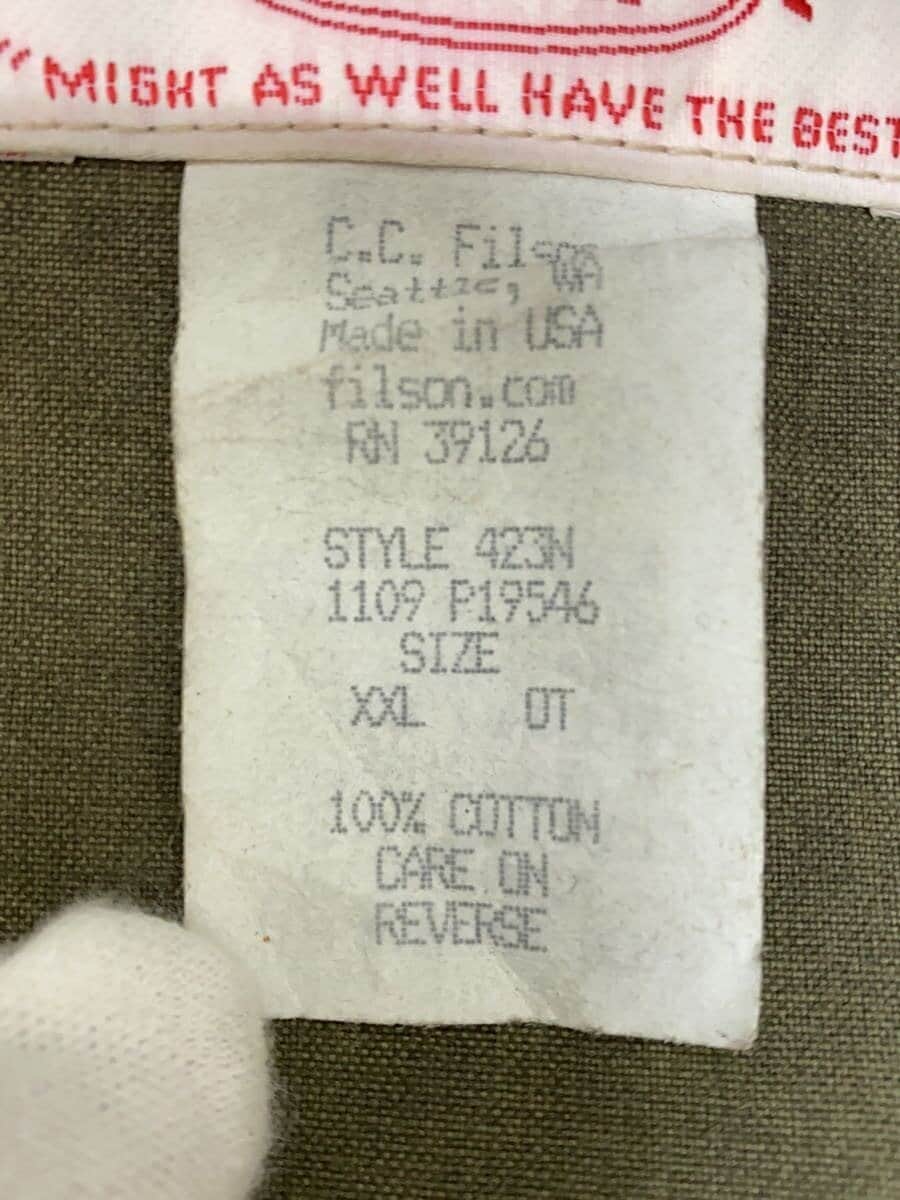 "MIGHT AS WELL HAVE THE BEST
C.C. Filson
Seattle, WA
Made in USA
filson.com
RN 39126
STYLE 423N
1109 P19546
SIZE
XXL OT
100% COTTON
CARE ON
REVERSE